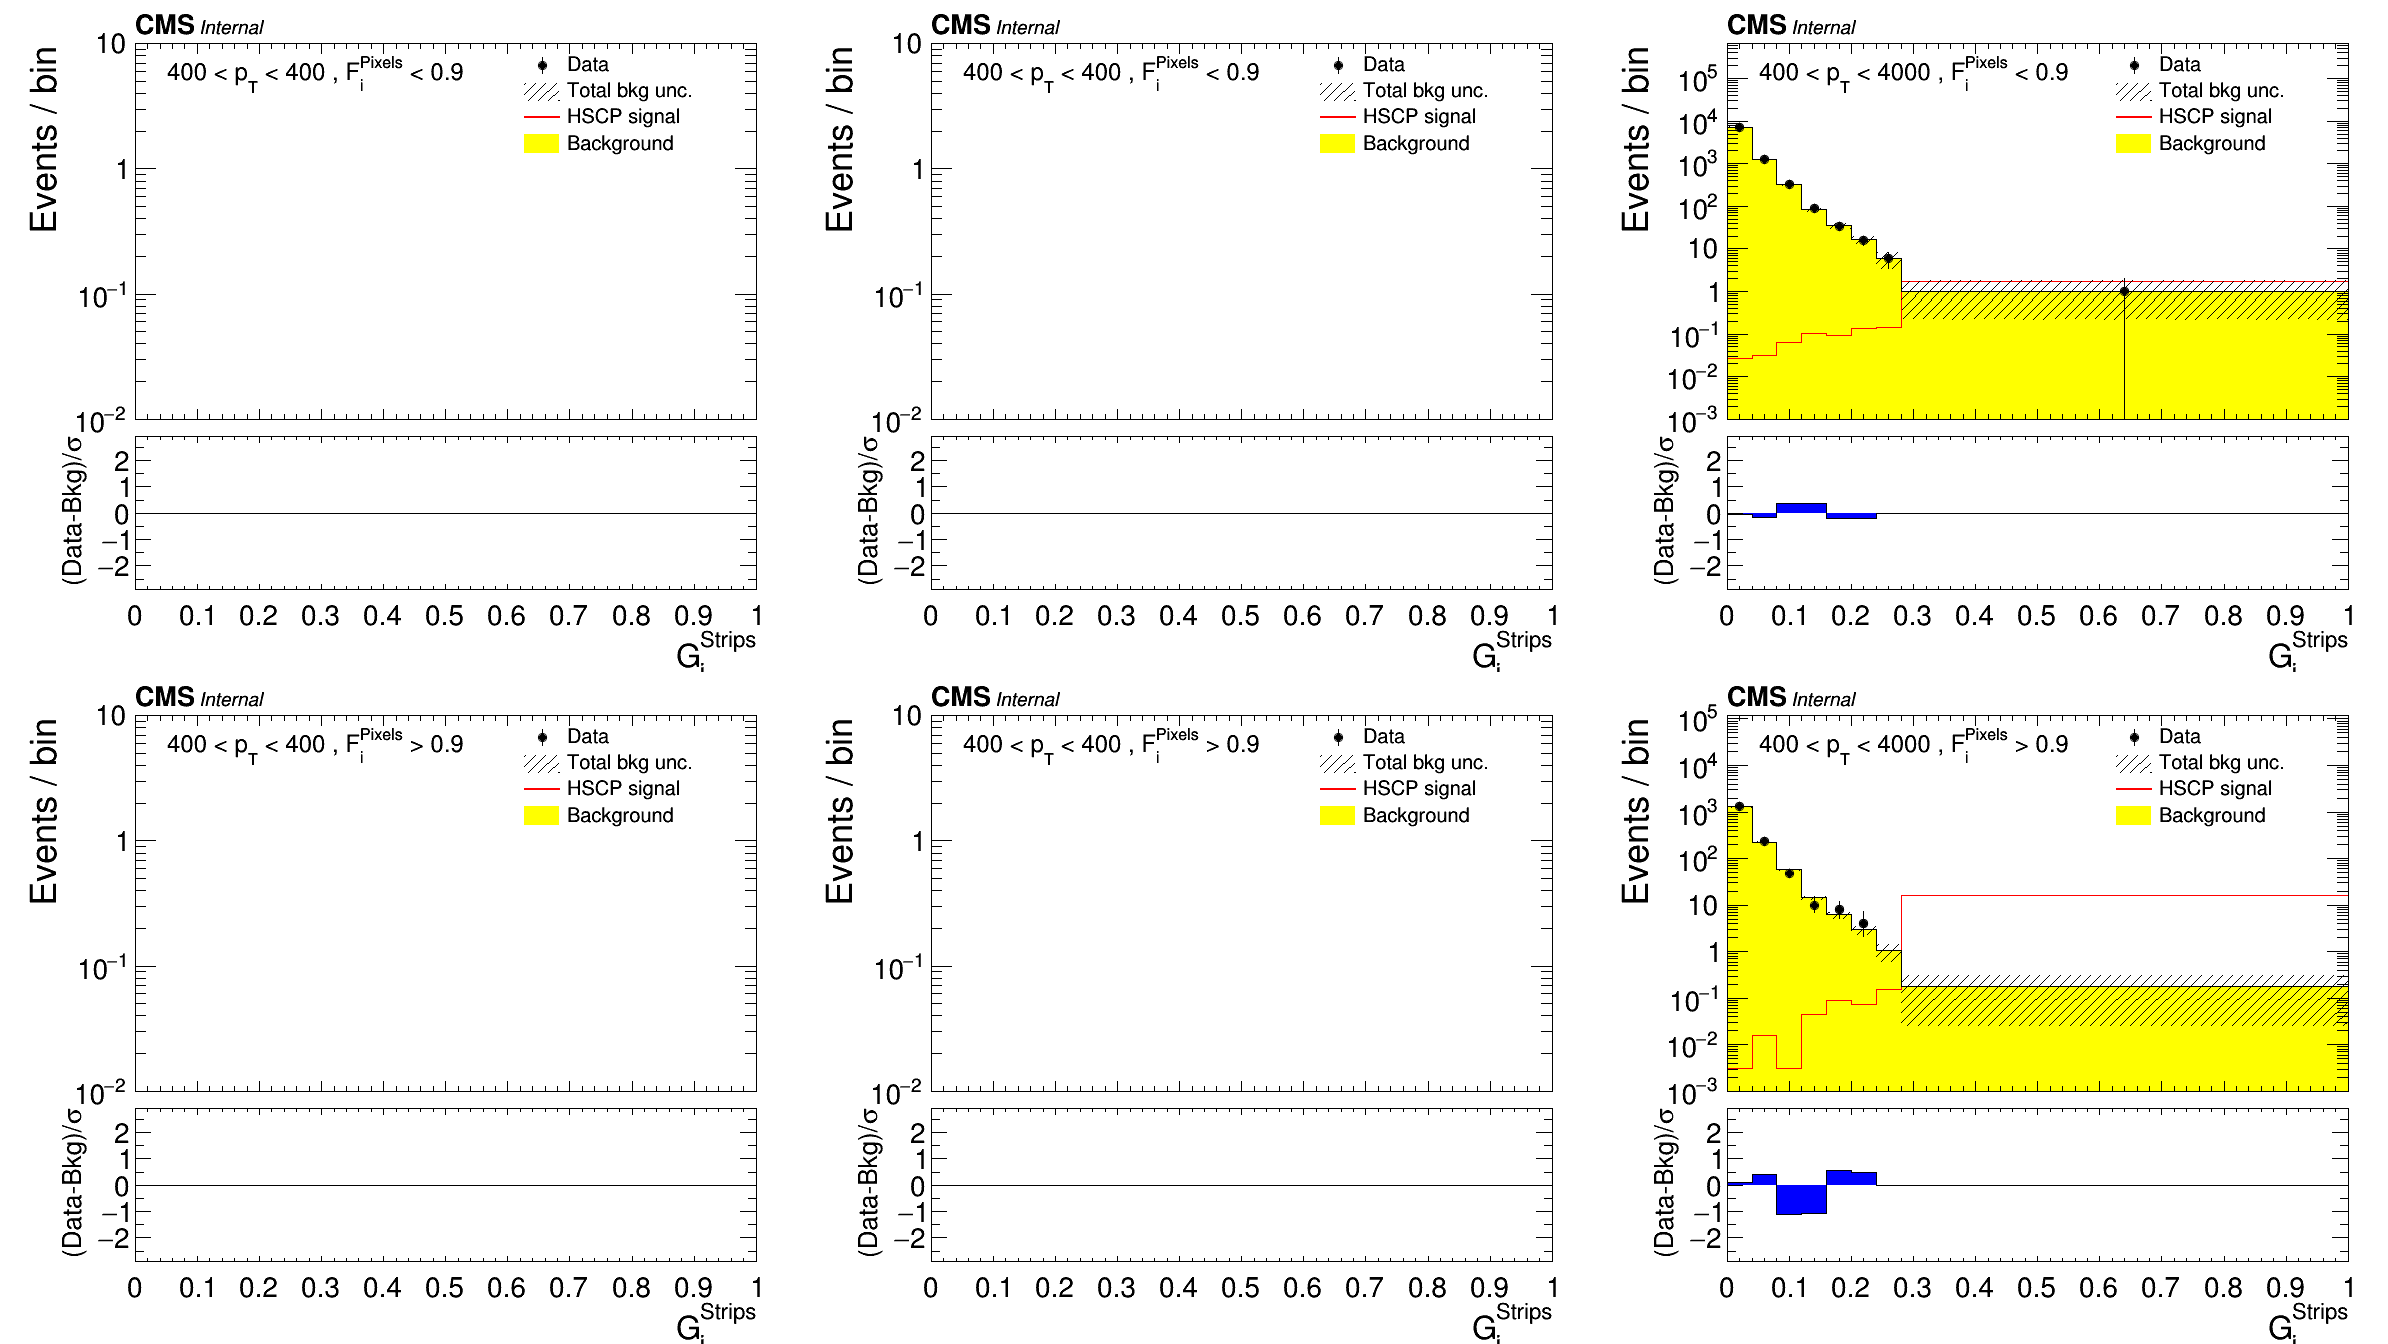 CMS Internal
Events / bin
400 < p_T < 400 , F_i^Pixels < 0.9
Data
Total bkg unc.
HSCP signal
Background
10
1
10^−1
10^−2
(Data-Bkg)/σ
2
1
0
−1
−2
0 0.1 0.2 0.3 0.4 0.5 0.6 0.7 0.8 0.9 1
G_i^Strips
CMS Internal
Events / bin
400 < p_T < 400 , F_i^Pixels < 0.9
Data
Total bkg unc.
HSCP signal
Background
10
1
10^−1
10^−2
(Data-Bkg)/σ
2
1
0
−1
−2
0 0.1 0.2 0.3 0.4 0.5 0.6 0.7 0.8 0.9 1
G_i^Strips
CMS Internal
Events / bin
400 < p_T < 4000 , F_i^Pixels < 0.9
Data
Total bkg unc.
HSCP signal
Background
10^5
10^4
10^3
10^2
10
1
10^−1
10^−2
10^−3
(Data-Bkg)/σ
2
1
0
−1
−2
0 0.1 0.2 0.3 0.4 0.5 0.6 0.7 0.8 0.9 1
G_i^Strips
CMS Internal
Events / bin
400 < p_T < 400 , F_i^Pixels > 0.9
Data
Total bkg unc.
HSCP signal
Background
10
1
10^−1
10^−2
(Data-Bkg)/σ
2
1
0
−1
−2
0 0.1 0.2 0.3 0.4 0.5 0.6 0.7 0.8 0.9 1
G_i^Strips
CMS Internal
Events / bin
400 < p_T < 400 , F_i^Pixels > 0.9
Data
Total bkg unc.
HSCP signal
Background
10
1
10^−1
10^−2
(Data-Bkg)/σ
2
1
0
−1
−2
0 0.1 0.2 0.3 0.4 0.5 0.6 0.7 0.8 0.9 1
G_i^Strips
CMS Internal
Events / bin
400 < p_T < 4000 , F_i^Pixels > 0.9
Data
Total bkg unc.
HSCP signal
Background
10^5
10^4
10^3
10^2
10
1
10^−1
10^−2
10^−3
(Data-Bkg)/σ
2
1
0
−1
−2
0 0.1 0.2 0.3 0.4 0.5 0.6 0.7 0.8 0.9 1
G_i^Strips